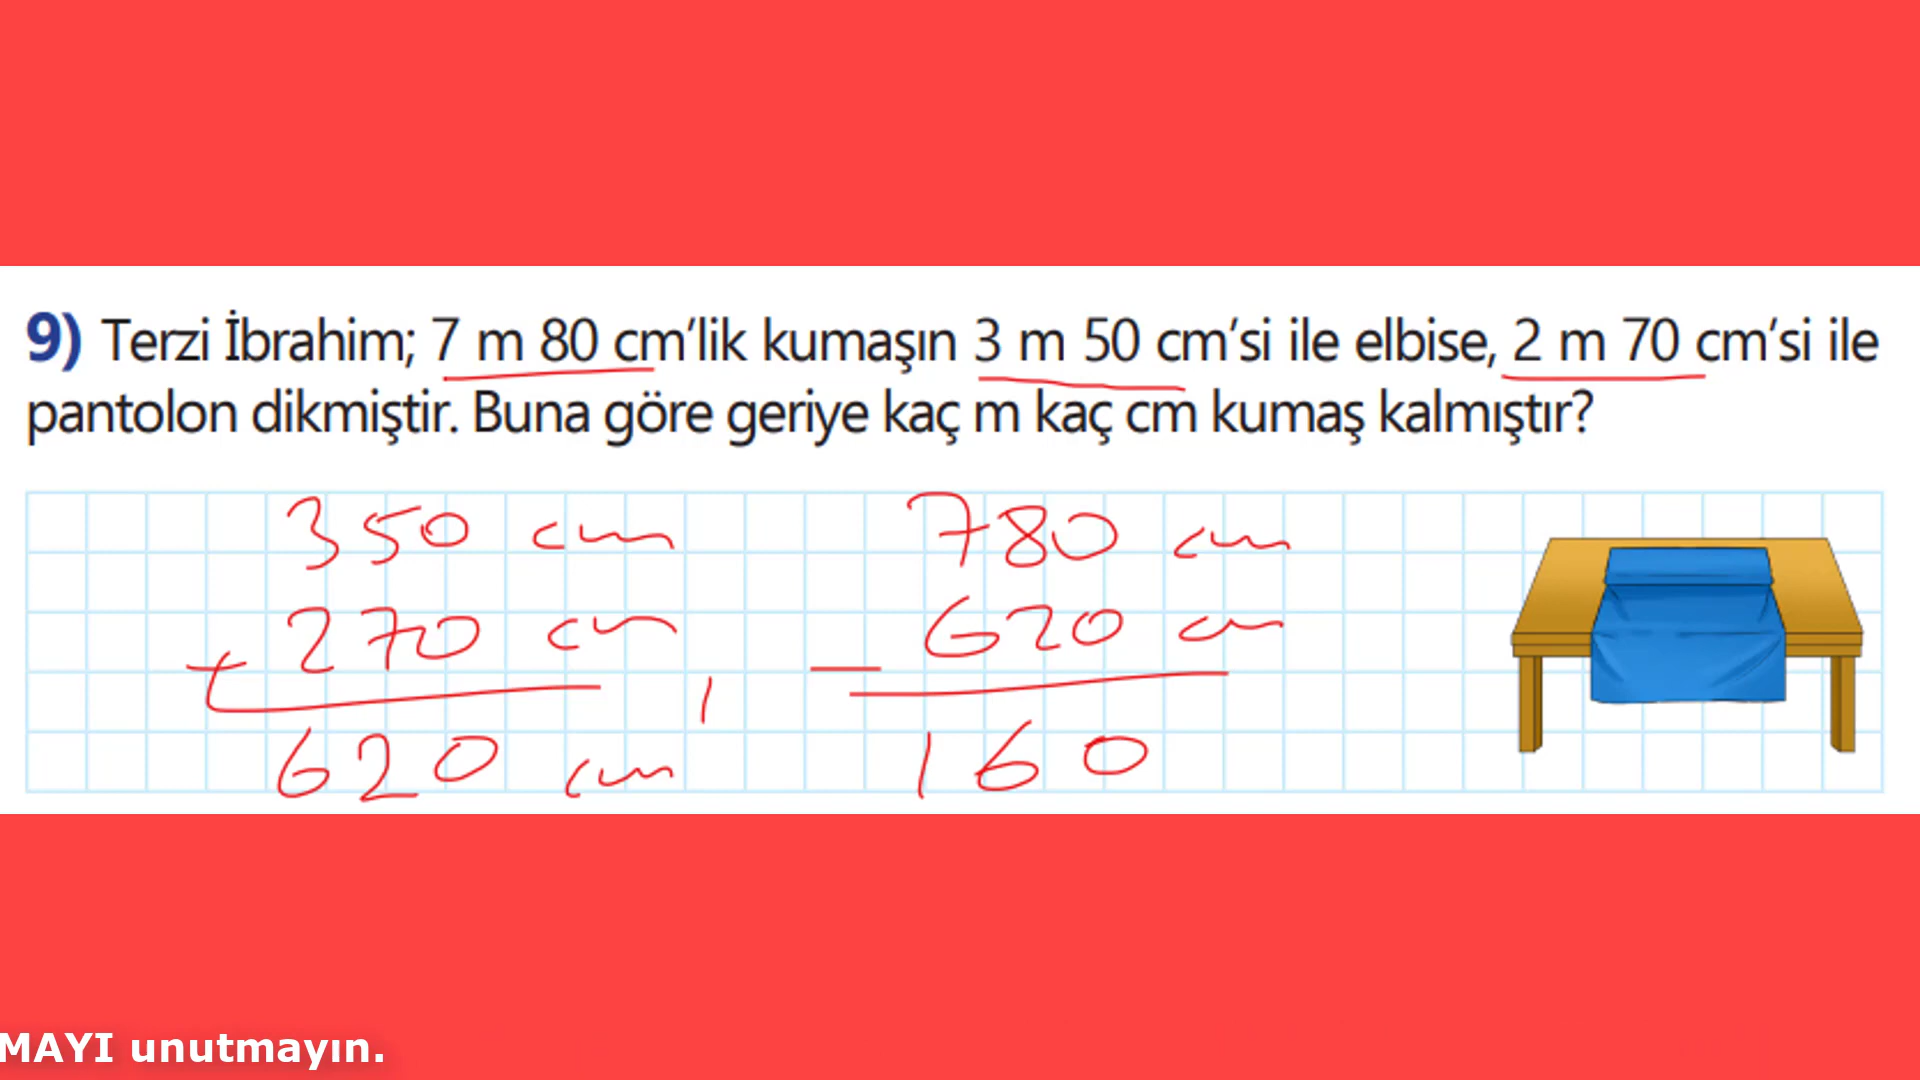 9) Terzi İbrahim; 7 m 80 cm'lik kumaşın 3 m 50 cm'si ile elbise, 2 m 70 cm'si ile
pantolon dikmiştir. Buna göre geriye kaç m kaç cm kumaş kalmıştır?
350 cm
+ 270 cm
620 cm
780 cm
- 620 cm
160
MAYI unutmayın.